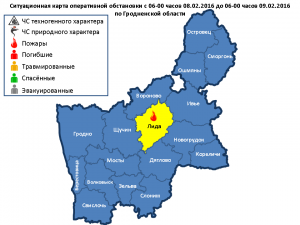 Ситуационная карта оперативной обстановки с 06-00 часов 08.02.2016 до 06-00 часов 09.02.2016
по Гродненской области
ЧС техногенного характера
ЧС природного характера
Пожары
Погибшие
Травмированные
Спасённые
Эвакуированные
Островец
Сморгонь
Ошмяны
Вороново
Ивье
Лида
Щучин
Гродно
Новогрудок
Кореличи
Мосты
Дятлово
Берестовица
Волковыск
Зельва
Слоним
Свислочь